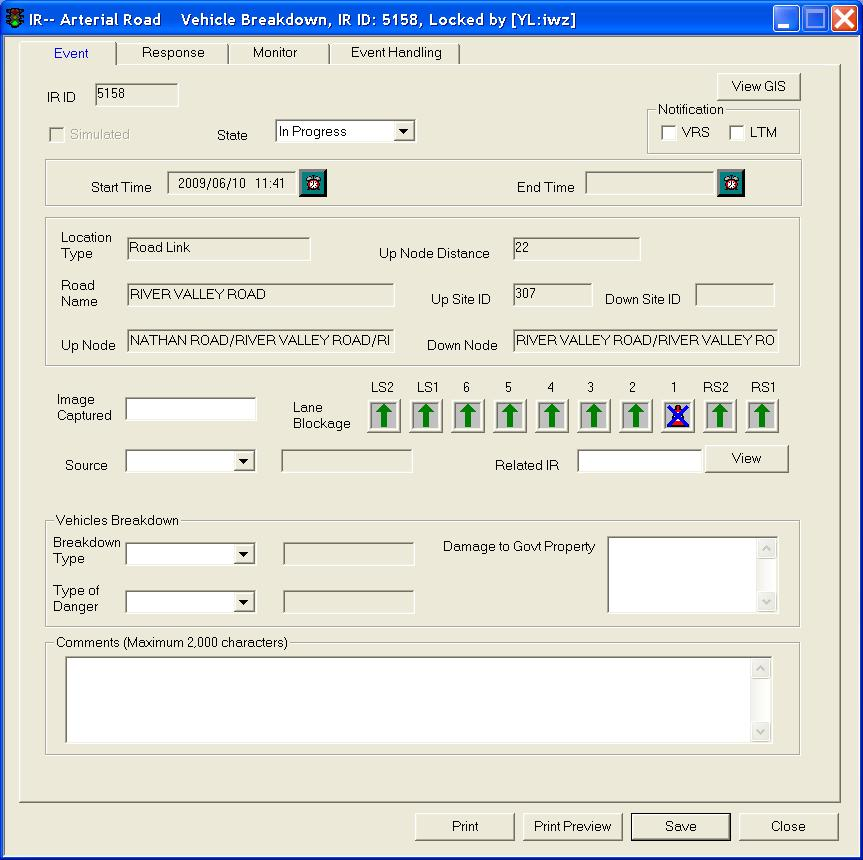 IR-- Arterial Road    Vehicle Breakdown, IR ID: 5158, Locked by [YL:iwz]
Event Response Monitor Event Handling
View GIS
IR ID 5158
Notification
Simulated State In Progress VRS LTM
Start Time 2009/06/10 11:41 End Time
Location
Type Road Link Up Node Distance 22
Road
Name RIVER VALLEY ROAD Up Site ID 307 Down Site ID
Up Node NATHAN ROAD/RIVER VALLEY ROAD/RI Down Node RIVER VALLEY ROAD/RIVER VALLEY RO
LS2 LS1 6 5 4 3 2 1 RS2 RS1
Image
Captured
Lane
Blockage
Source Related IR View
Vehicles Breakdown
Breakdown
Type
Damage to Govt Property
Type of
Danger
Comments (Maximum 2,000 characters)
Print Print Preview Save Close